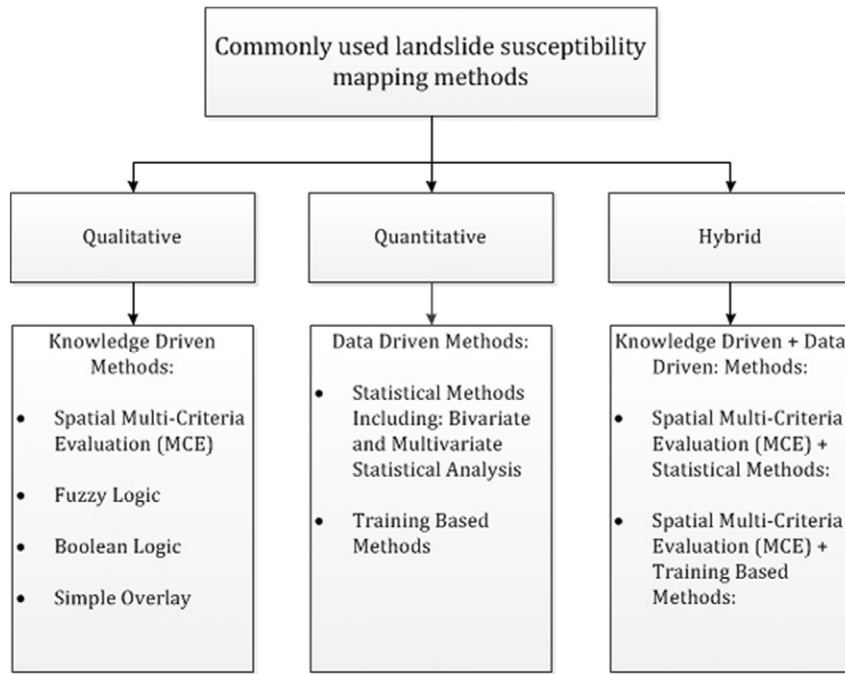 Commonly used landslide susceptibility
mapping methods
Qualitative
Quantitative
Hybrid
Knowledge Driven
Methods:
• Spatial Multi-Criteria
Evaluation (MCE)
• Fuzzy Logic
• Boolean Logic
• Simple Overlay
Data Driven Methods:
• Statistical Methods
Including: Bivariate
and Multivariate
Statistical Analysis
• Training Based
Methods
Knowledge Driven + Data
Driven: Methods:
• Spatial Multi-Criteria
Evaluation (MCE) +
Statistical Methods:
• Spatial Multi-Criteria
Evaluation (MCE) +
Training Based
Methods: